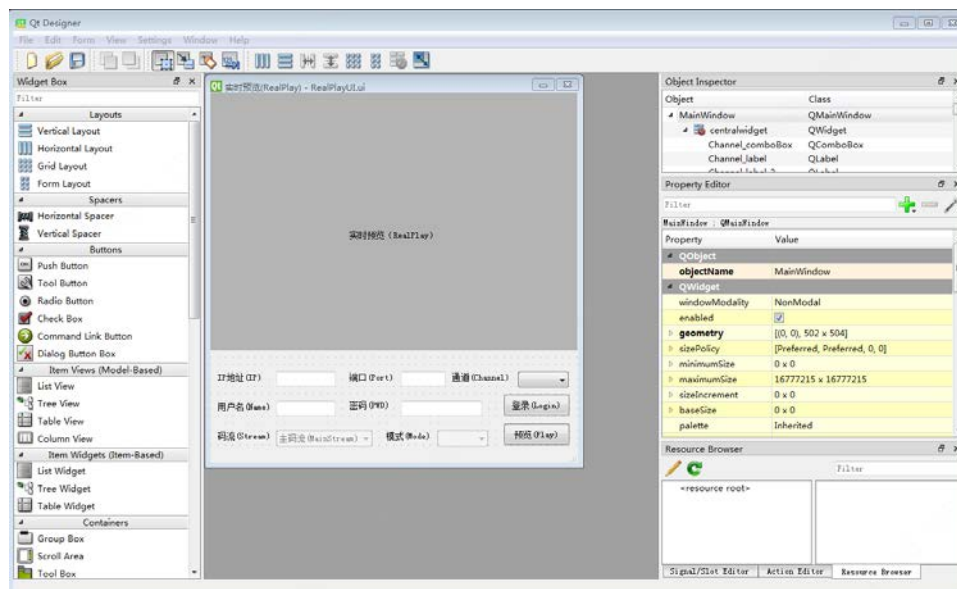 Qt Designer
File Edit Form View Settings Window Help
Widget Box
Filter
Layouts
Vertical Layout
Horizontal Layout
Grid Layout
Form Layout
Spacers
Horizontal Spacer
Vertical Spacer
Buttons
Push Button
Tool Button
Radio Button
Check Box
Command Link Button
Dialog Button Box
Item Views (Model-Based)
List View
Tree View
Table View
Column View
Item Widgets (Item-Based)
List Widget
Tree Widget
Table Widget
Containers
Group Box
Scroll Area
Tool Box
实时预览(RealPlay) - RealPlayUI.ui
实时预览 (RealPlay)
IP地址(IP) 端口(Port) 通道(Channel)
用户名(Name) 密码(PWD) 登录(Login)
码流(Stream) 主码流(MainStream) 模式(Mode) 预览(Play)
Object Inspector
Object Class
MainWindow QMainWindow
centralwidget QWidget
Channel_comboBox QComboBox
Channel_label QLabel
Channel_label_2 QLabel
Property Editor
Filter
MainWindow : QMainWindow
Property Value
QObject
objectName MainWindow
QWidget
windowModality NonModal
enabled
geometry [(0, 0), 502 x 504]
sizePolicy [Preferred, Preferred, 0, 0]
minimumSize 0 x 0
maximumSize 16777215 x 16777215
sizeIncrement 0 x 0
baseSize 0 x 0
palette Inherited
Resource Browser
Filter
<resource root>
Signal/Slot Editor Action Editor Resource Browser